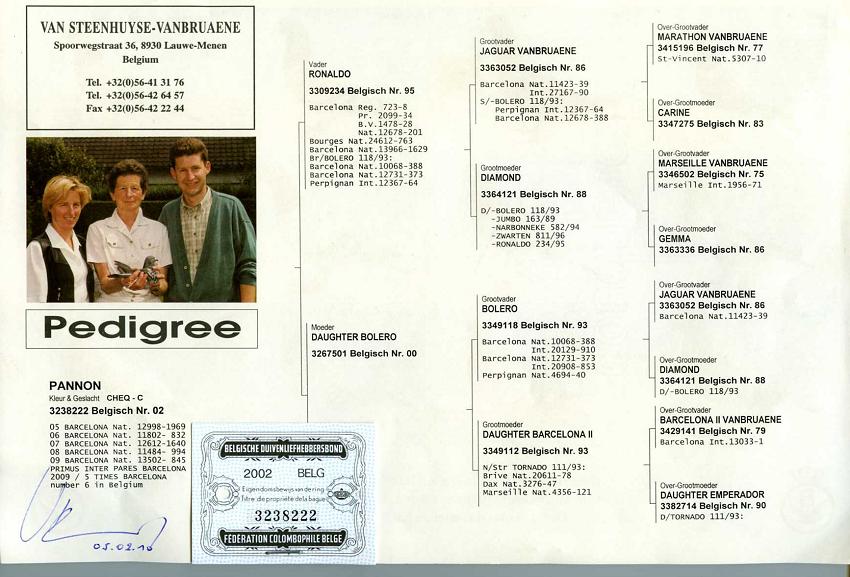 VAN STEENHUYSE-VANBRUAENE
Spoorwegstraat 36, 8930 Lauwe-Menen
Belgium
Tel. +32(0)56-41 31 76
Tel. +32(0)56-42 64 57
Fax +32(0)56-42 22 44
Pedigree
PANNON
Kleur & Geslacht CHEQ - C
3238222 Belgisch Nr. 02
05 BARCELONA Nat. 12998-1969
06 BARCELONA Nat. 11802- 832
07 BARCELONA Nat. 12612-1640
08 BARCELONA Nat. 11484- 994
09 BARCELONA Nat. 13502- 845
PRIMUS INTER PARES BARCELONA
2009 / 5 TIMES BARCELONA
number 6 in Belgium
05.02.10
BELGISCHE DUIVENLIEFHEBBERSBOND
2002 BELG
Eigendomsbewijs van der ring
Titre de propriété de la bague
3238222
FEDERATION COLOMBOPHILE BELGE
Vader
RONALDO
3309234 Belgisch Nr. 95
Barcelona Reg. 723-8
Pr. 2099-34
B.V.1478-28
Nat.12678-201
Bourges Nat.24612-763
Barcelona Nat.13966-1629
Br/BOLERO 118/93:
Barcelona Nat.10068-388
Barcelona Nat.12731-373
Perpignan Int.12367-64
Moeder
DAUGHTER BOLERO
3267501 Belgisch Nr. 00
Grootvader
JAGUAR VANBRUAENE
3363052 Belgisch Nr. 86
Barcelona Nat.11423-39
Int.27167-90
S/-BOLERO 118/93:
Perpignan Int.12367-64
Barcelona Nat.12678-388
Grootmoeder
DIAMOND
3364121 Belgisch Nr. 88
D/-BOLERO 118/93
-JUMBO 163/89
-NARBONNEKE 582/94
-ZWARTEN 811/96
-RONALDO 234/95
Grootvader
BOLERO
3349118 Belgisch Nr. 93
Barcelona Nat.10068-388
Int.20129-910
Barcelona Nat.12731-373
Int.20908-853
Perpignan Nat.4694-40
Grootmoeder
DAUGHTER BARCELONA II
3349112 Belgisch Nr. 93
N/Str TORNADO 111/93:
Brive Nat.20611-78
Dax Nat.3276-47
Marseille Nat.4356-121
Over-Grootvader
MARATHON VANBRUAENE
3415196 Belgisch Nr. 77
St-Vincent Nat.5307-10
Over-Grootmoeder
CARINE
3347275 Belgisch Nr. 83
Over-Grootvader
MARSEILLE VANBRUAENE
3346502 Belgisch Nr. 75
Marseille Int.1956-71
Over-Grootmoeder
GEMMA
3363336 Belgisch Nr. 86
Over-Grootvader
JAGUAR VANBRUAENE
3363052 Belgisch Nr. 86
Barcelona Nat.11423-39
Over-Grootmoeder
DIAMOND
3364121 Belgisch Nr. 88
D/-BOLERO 118/93
Over-Grootvader
BARCELONA II VANBRUAENE
3429141 Belgisch Nr. 79
Barcelona Int.13033-1
Over-Grootmoeder
DAUGHTER EMPERADOR
3382714 Belgisch Nr. 90
D/TORNADO 111/93: